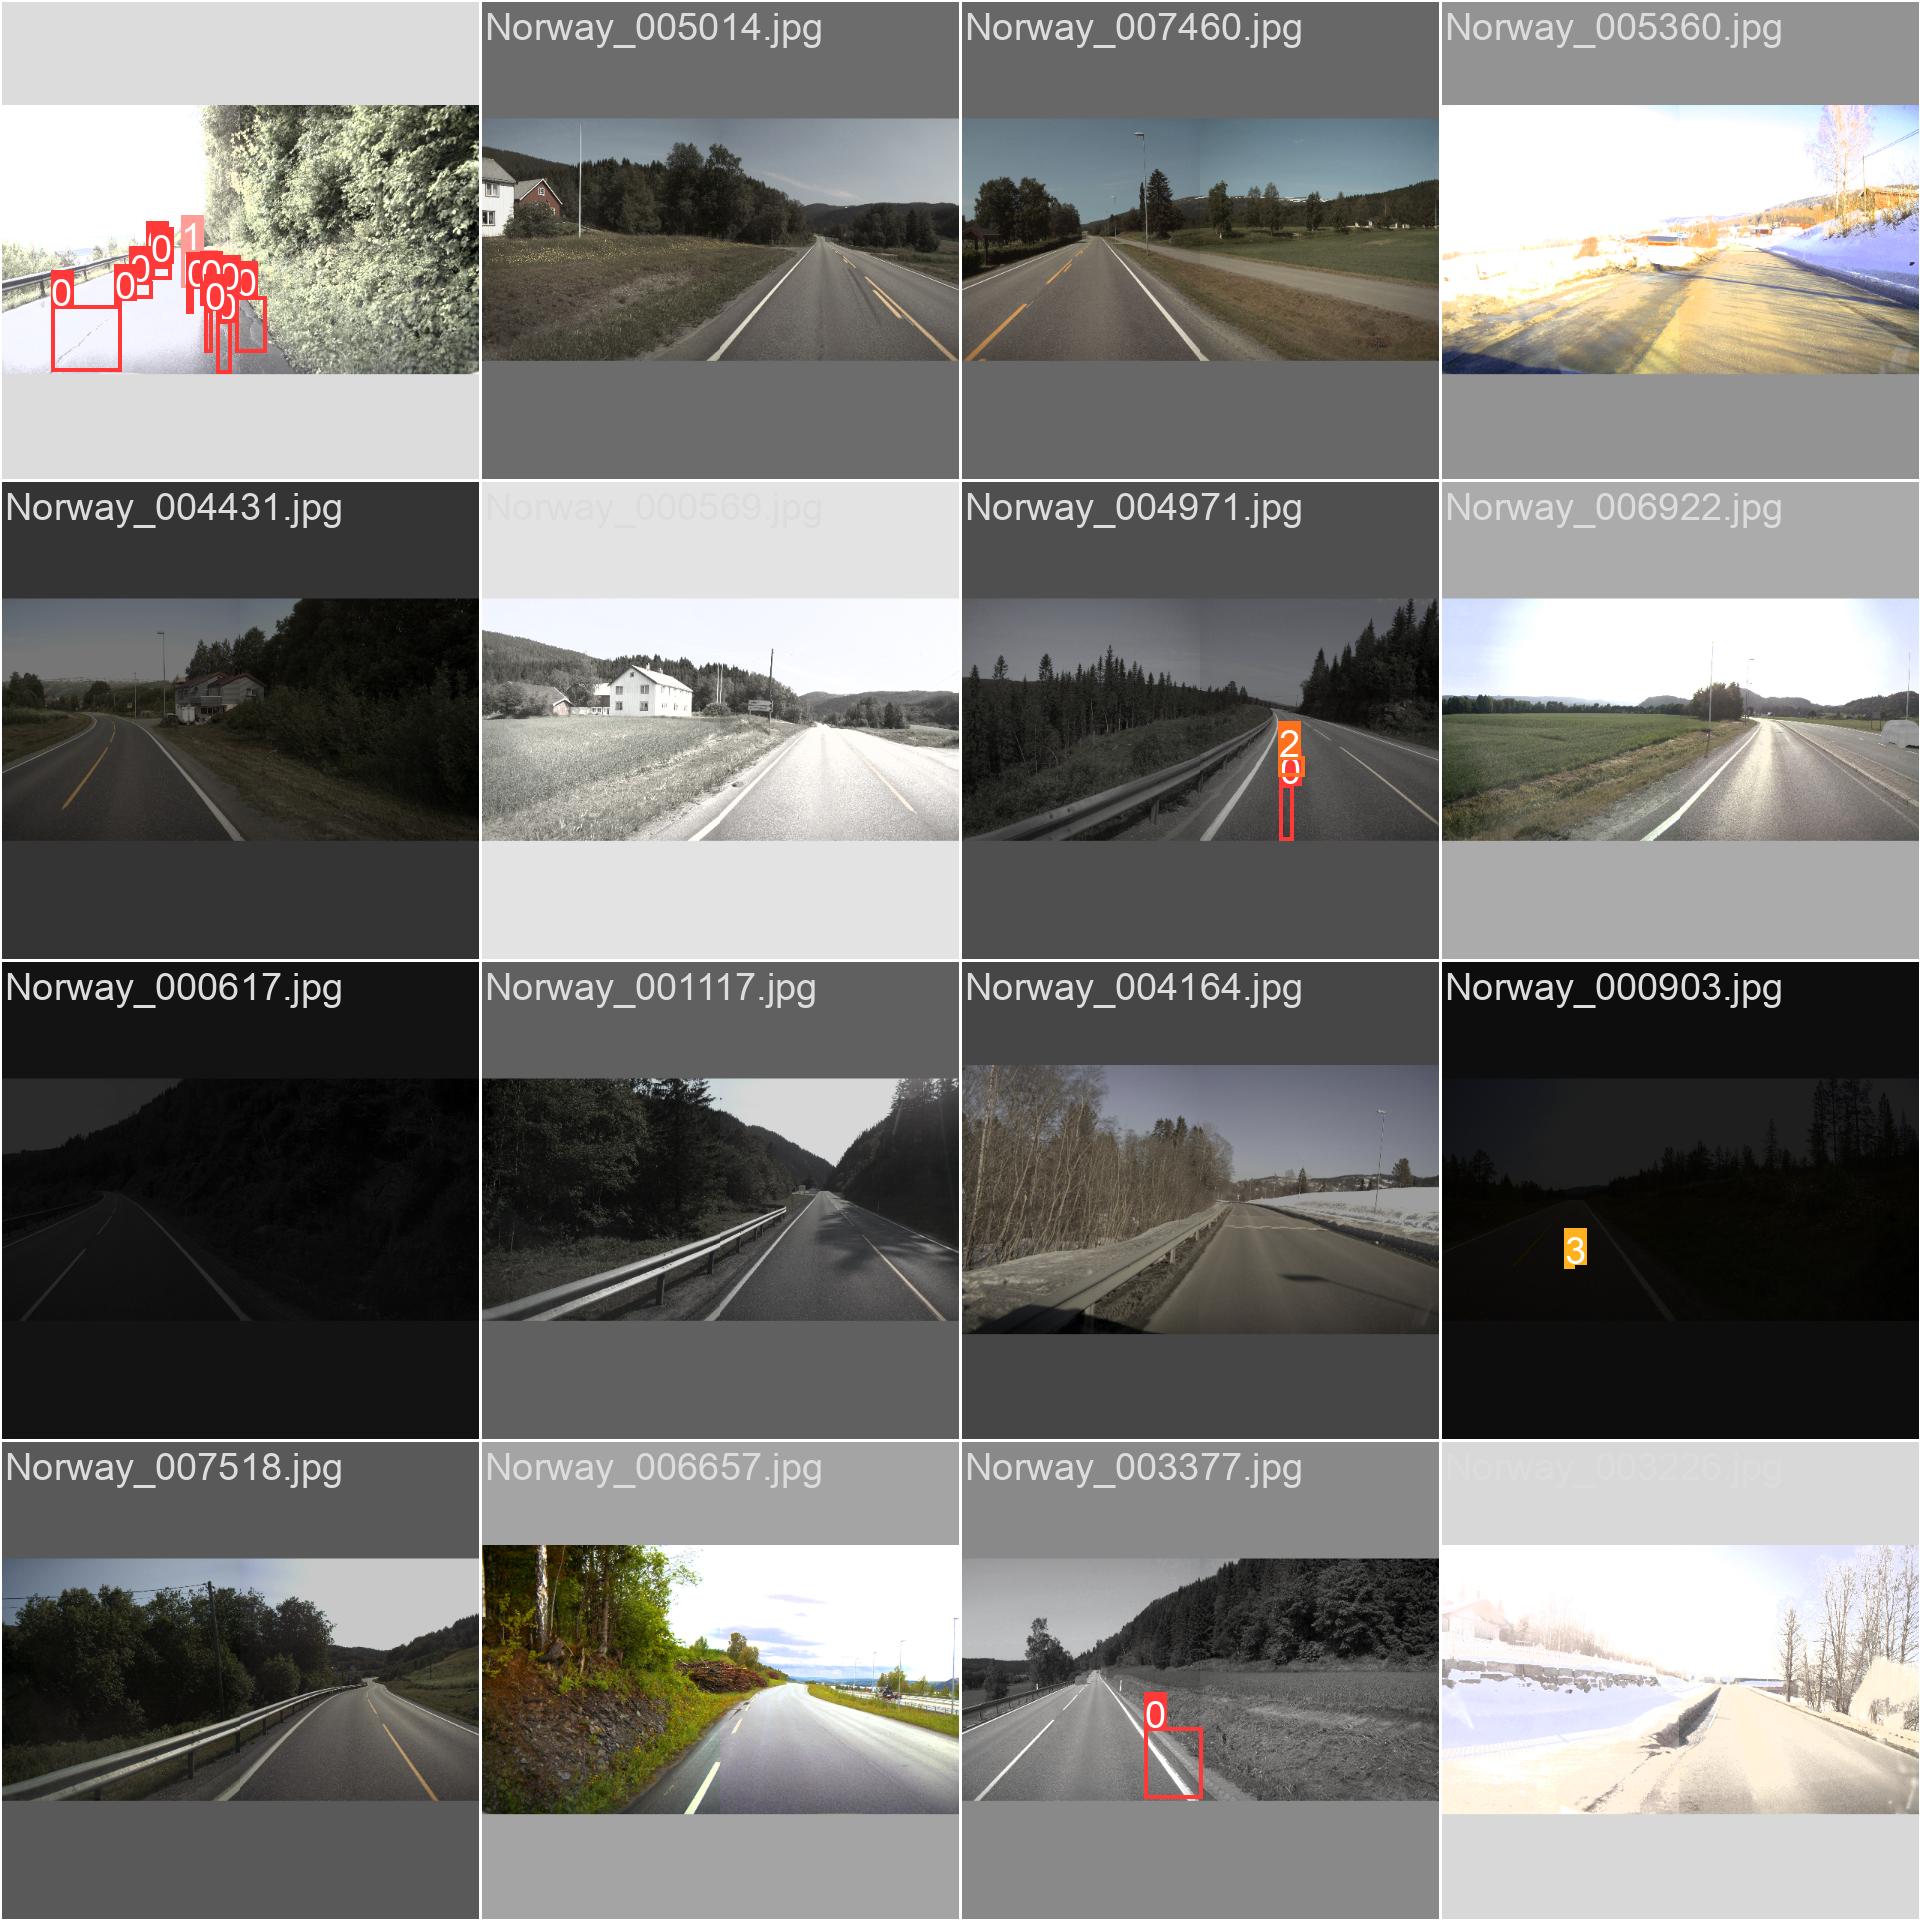 Norway_005014.jpg
Norway_007460.jpg
Norway_005360.jpg
0
1
0
0
0
0
0
0
0
0
0
Norway_004431.jpg
Norway_000569.jpg
Norway_004971.jpg
Norway_006922.jpg
2
0
Norway_000617.jpg
Norway_001117.jpg
Norway_004164.jpg
Norway_000903.jpg
3
Norway_007518.jpg
Norway_006657.jpg
Norway_003377.jpg
Norway_003226.jpg
0